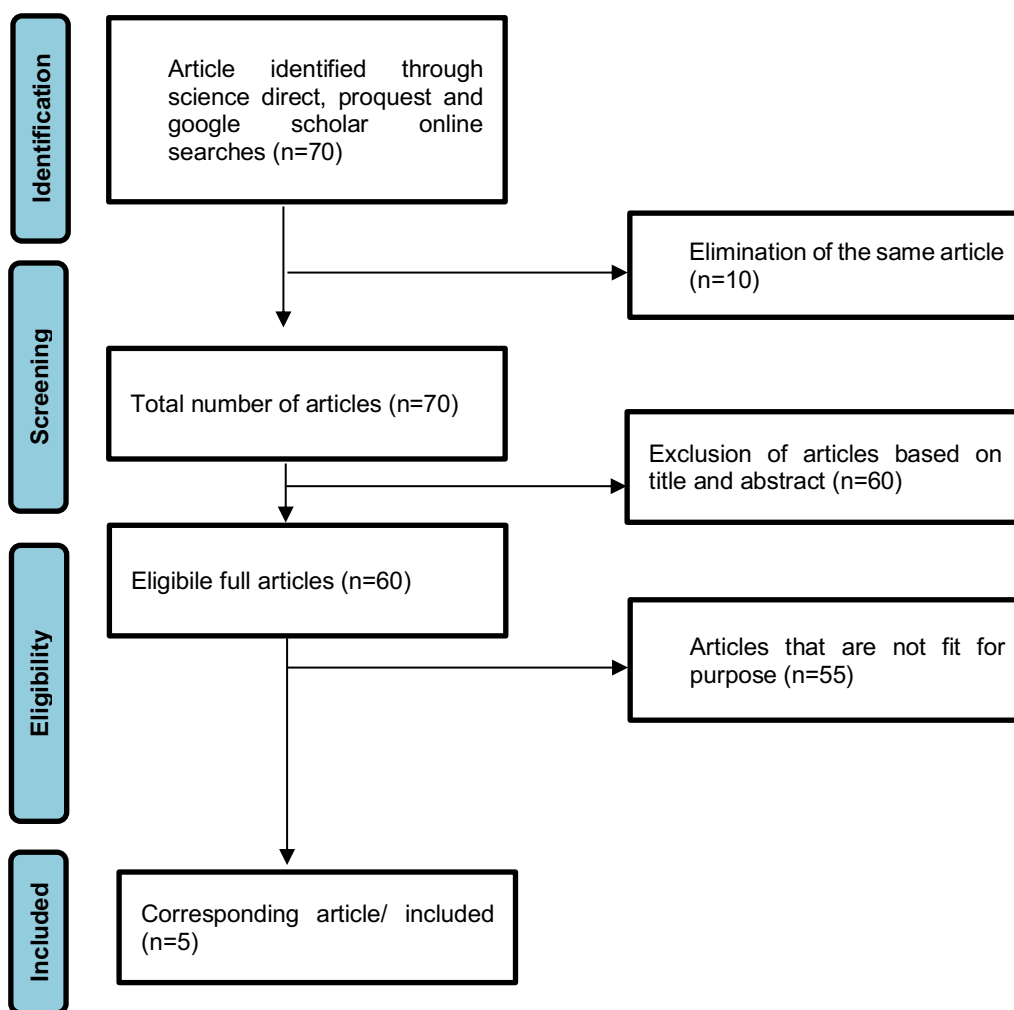 Identification
Article identified through
science direct, proquest and
google scholar online
searches (n=70)
Elimination of the same article
(n=10)
Screening
Total number of articles (n=70)
Exclusion of articles based on
title and abstract (n=60)
Eligibility
Eligibile full articles (n=60)
Articles that are not fit for
purpose (n=55)
Included
Corresponding article/ included
(n=5)